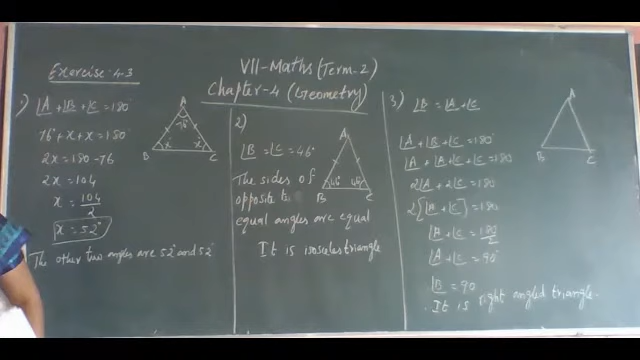 VII-Maths (Term-2)
Chapter-4 (Geometry)
Exercise-4.3
1)
∠A + ∠B + ∠C = 180°
76° + x + x = 180°
2x = 180 - 76
2x = 104
x = 104/2
x = 52°
The other two angles are 52° and 52°
A
76°
x x
B C
2)
∠B = ∠C = 46°
The sides of
opposite to
equal angles are equal
It is isosceles triangle
A
46° 46°
B C
3) ∠B = ∠A + ∠C
∠A + ∠B + ∠C = 180°
∠A + ∠A + ∠C + ∠C = 180
2∠A + 2∠C = 180
2[∠A + ∠C] = 180
∠A + ∠C = 180/2
∠A + ∠C = 90°
∠B = 90
It is right angled triangle.
A
B C